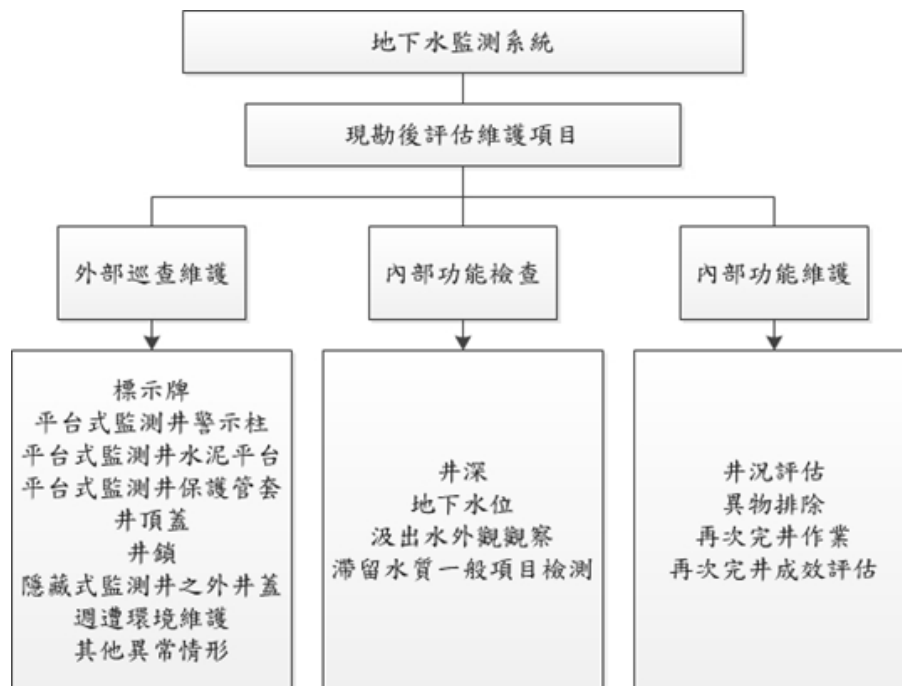 地下水監測系統
現勘後評估維護項目
外部巡查維護
內部功能檢查
內部功能維護
標示牌
平台式監測井警示柱
平台式監測井水泥平台
平台式監測井保護管套
井頂蓋
井鎖
隱藏式監測井之外井蓋
週遭環境維護
其他異常情形
井深
地下水位
汲出水外觀觀察
滯留水質一般項目檢測
井況評估
異物排除
再次完井作業
再次完井成效評估